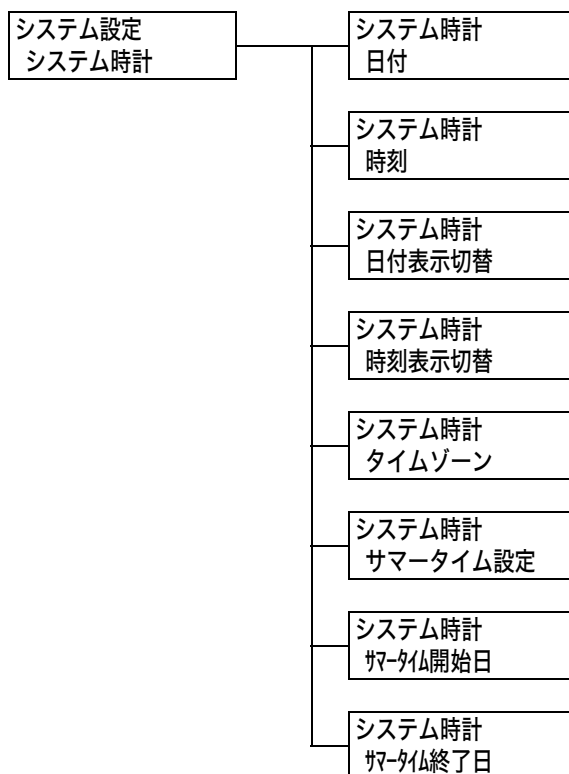 システム設定
システム時計
システム時計
日付
システム時計
時刻
システム時計
日付表示切替
システム時計
時刻表示切替
システム時計
タイムゾーン
システム時計
サマータイム設定
システム時計
ｻﾏｰﾀｲﾑ開始日
システム時計
ｻﾏｰﾀｲﾑ終了日